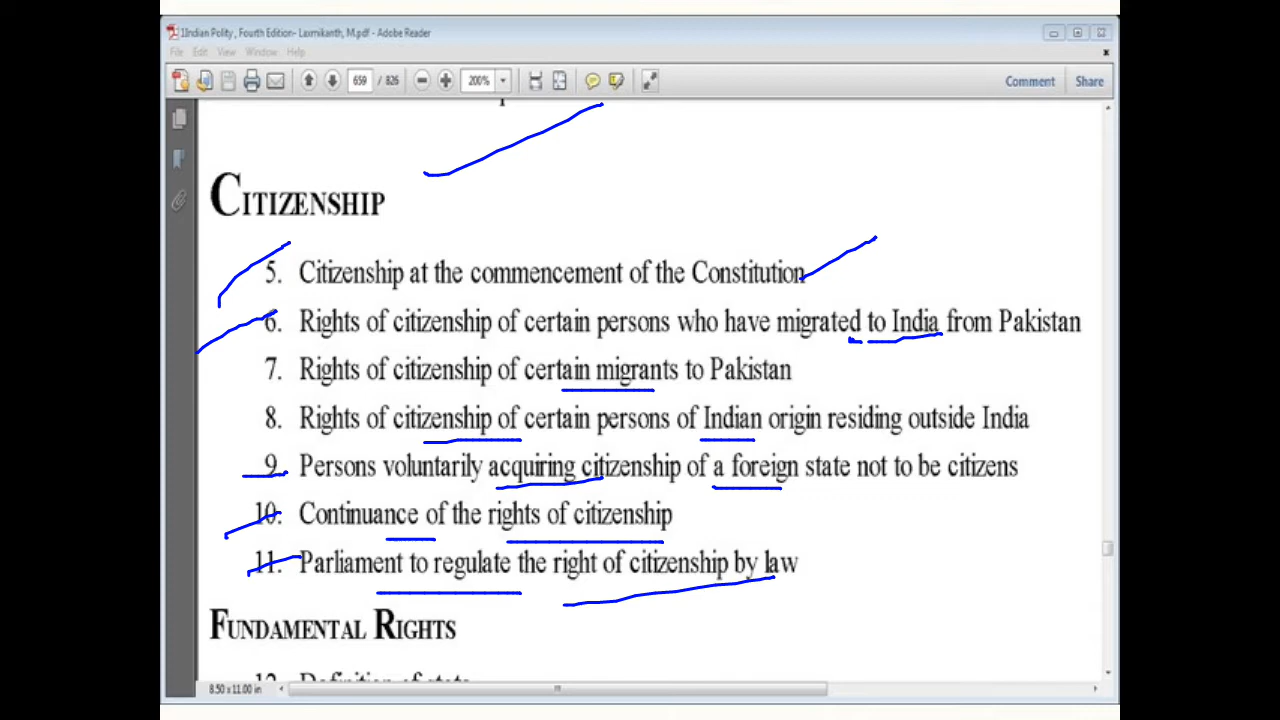 1Indian Polity, Fourth Edition- Laxmikanth, M.pdf - Adobe Reader
File Edit View Window Help
659 / 826 200% Comment Share
CITIZENSHIP
5. Citizenship at the commencement of the Constitution
6. Rights of citizenship of certain persons who have migrated to India from Pakistan
7. Rights of citizenship of certain migrants to Pakistan
8. Rights of citizenship of certain persons of Indian origin residing outside India
9. Persons voluntarily acquiring citizenship of a foreign state not to be citizens
10. Continuance of the rights of citizenship
11. Parliament to regulate the right of citizenship by law
FUNDAMENTAL RIGHTS
12. Definition of state
8.50 x 11.00 in